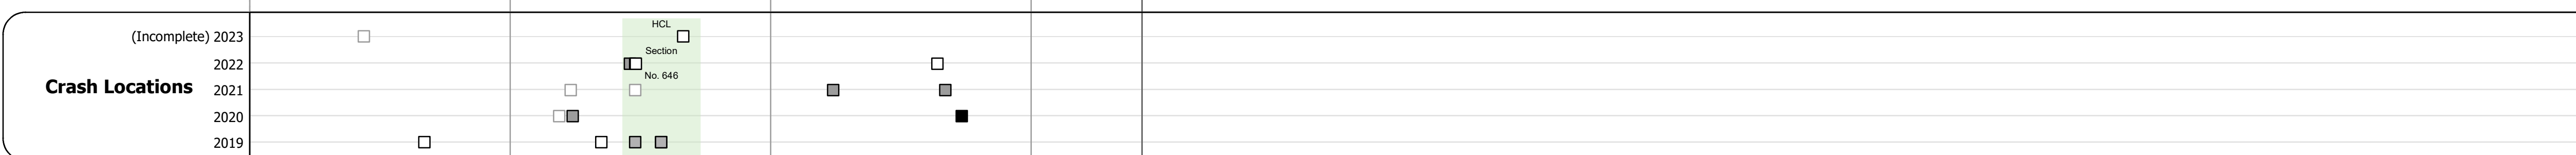 HCL
(Incomplete) 2023
Section
2022
No. 646
Crash Locations
2021
2020
2019